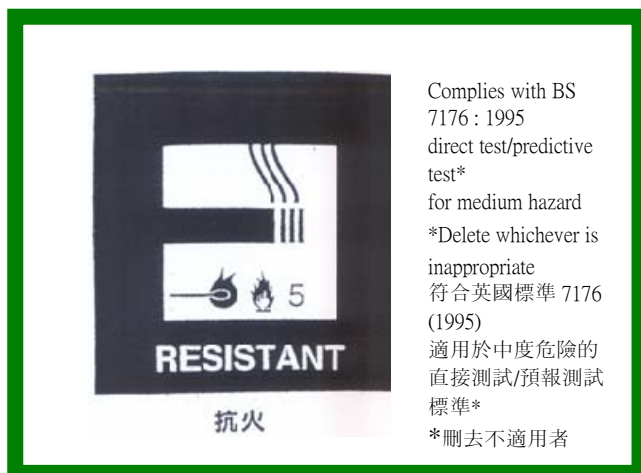 5
RESISTANT
抗火
Complies with BS
7176 : 1995
direct test/predictive
test*
for medium hazard
*Delete whichever is
inappropriate
符合英國標準 7176
(1995)
適用於中度危險的
直接測試/預報測試
標準*
*刪去不適用者